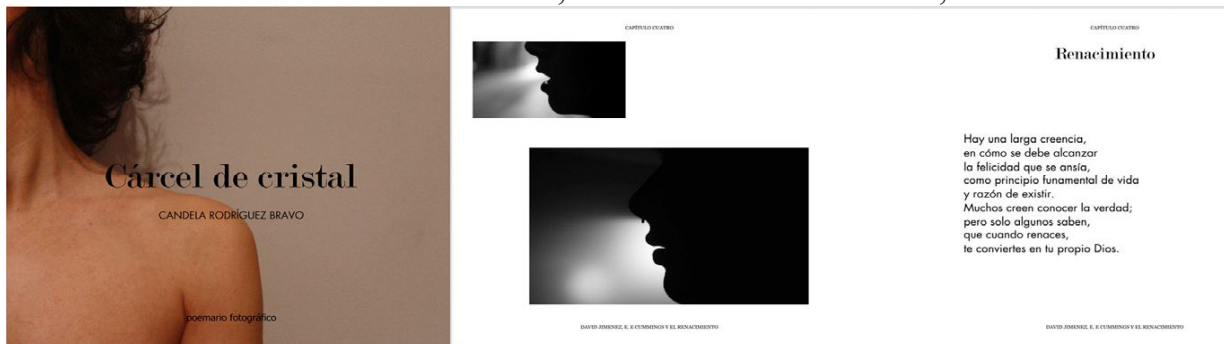 Cárcel de cristal
CANDELA RODRÍGUEZ BRAVO
poemario fotográfico
CAPÍTULO CUATRO
DAVID JIMENEZ, E. E CUMMINGS Y EL RENACIMIENTO
CAPÍTULO CUATRO
Renacimiento
Hay una larga creencia,
en cómo se debe alcanzar
la felicidad que se ansía,
como principio funamental de vida
y razón de existir.
Muchos creen conocer la verdad;
pero solo algunos saben,
que cuando renaces,
te conviertes en tu propio Dios.
DAVID JIMENEZ, E. E CUMMINGS Y EL RENACIMIENTO